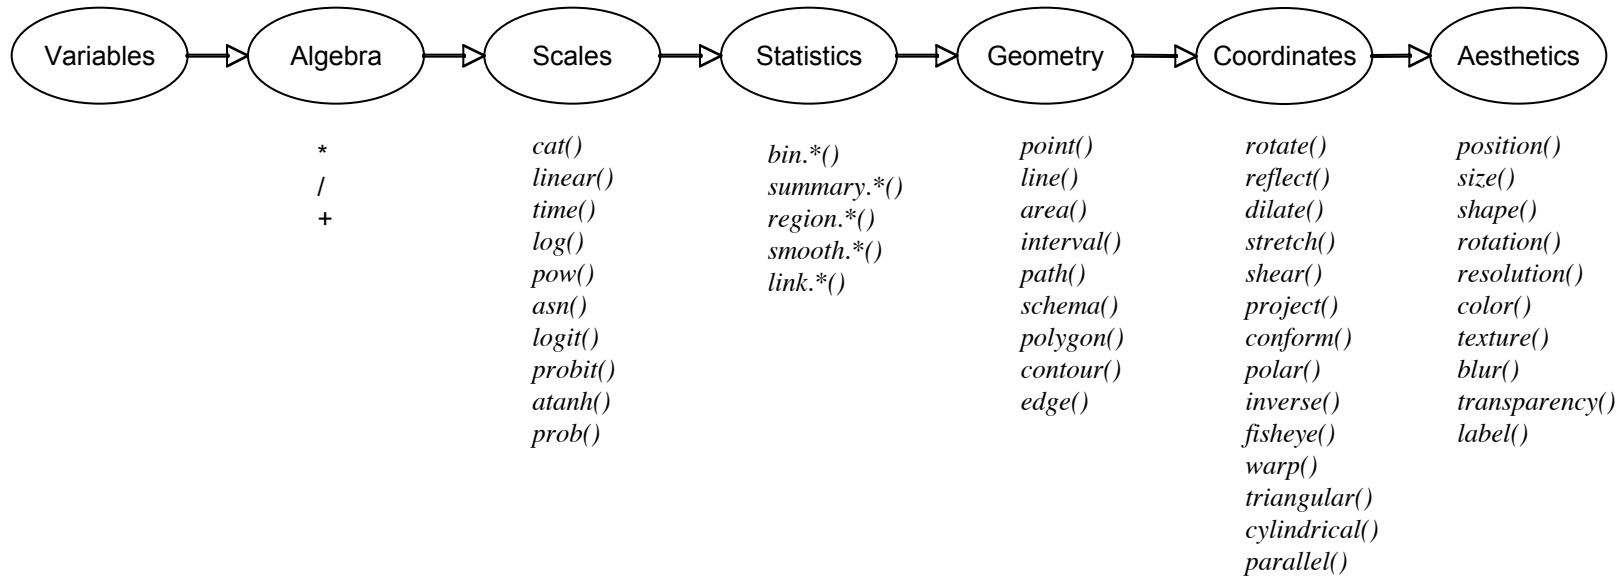 Variables
Algebra
Scales
Statistics
Geometry
Coordinates
Aesthetics
*
/
+
cat()
linear()
time()
log()
pow()
asn()
logit()
probit()
atanh()
prob()
bin.*()
summary.*()
region.*()
smooth.*()
link.*()
point()
line()
area()
interval()
path()
schema()
polygon()
contour()
edge()
rotate()
reflect()
dilate()
stretch()
shear()
project()
conform()
polar()
inverse()
fisheye()
warp()
triangular()
cylindrical()
parallel()
position()
size()
shape()
rotation()
resolution()
color()
texture()
blur()
transparency()
label()